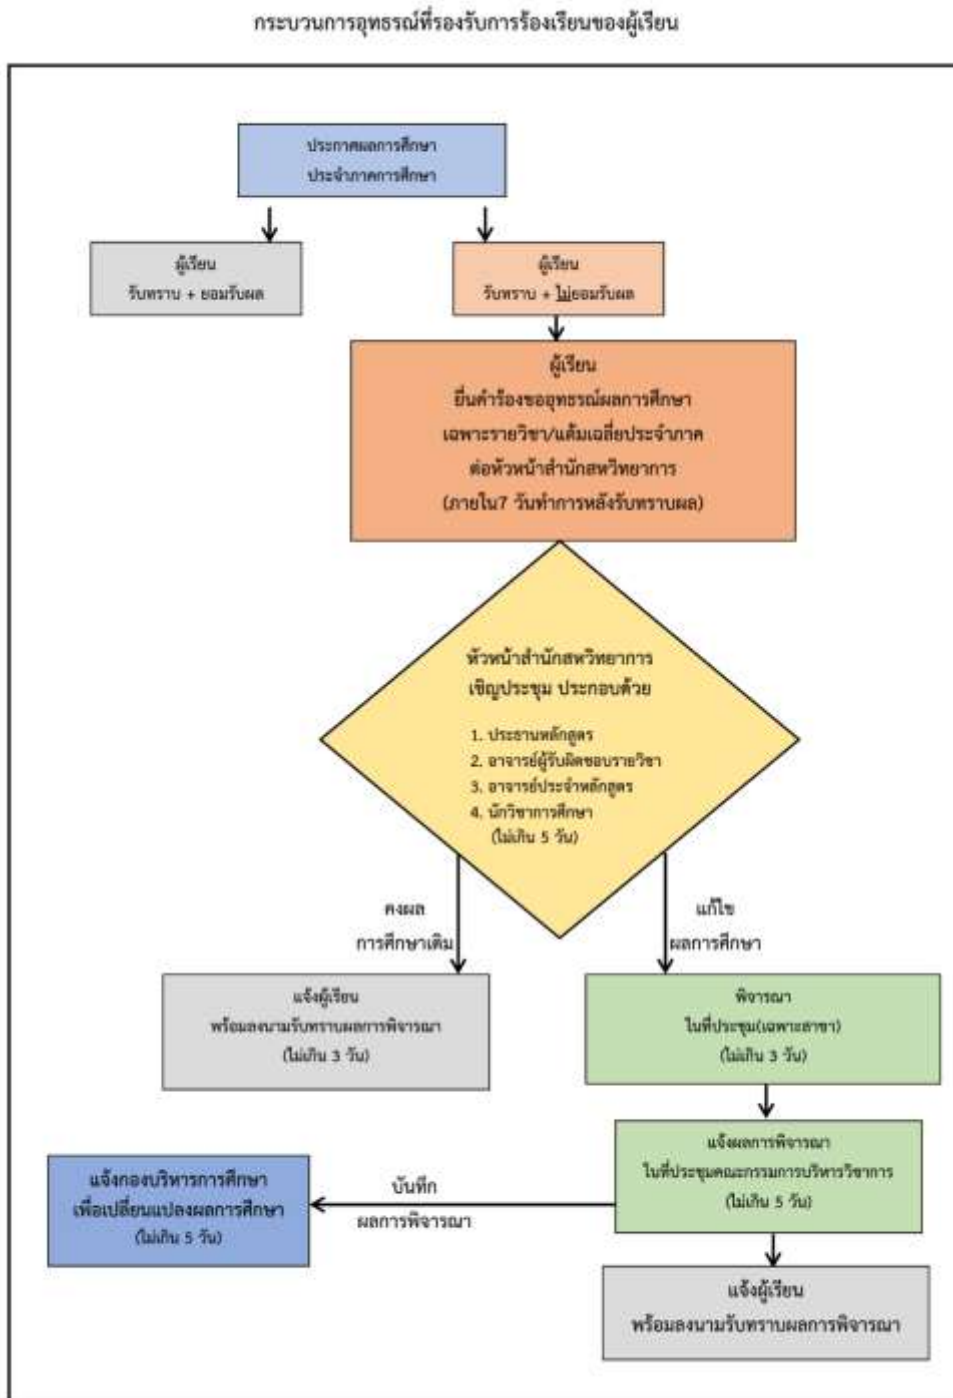 กระบวนการอุทธรณ์ที่รองรับการร้องเรียนของผู้เรียน
ประกาศผลการศึกษา
ประจำภาคการศึกษา
ผู้เรียน
รับทราบ + ยอมรับผล
ผู้เรียน
รับทราบ + ไม่ยอมรับผล
ผู้เรียน
ยื่นคำร้องขออุทธรณ์ผลการศึกษา
เฉพาะรายวิชา/แต้มเฉลี่ยประจำภาค
ต่อหัวหน้าสำนักสหวิทยาการ
(ภายใน7 วันทำการหลังรับทราบผล)
หัวหน้าสำนักสหวิทยาการ
เชิญประชุม ประกอบด้วย
1. ประธานหลักสูตร
2. อาจารย์ผู้รับผิดชอบรายวิชา
3. อาจารย์ประจำหลักสูตร
4. นักวิชาการศึกษา
(ไม่เกิน 5 วัน)
คงผล
การศึกษาเดิม
แก้ไข
ผลการศึกษา
แจ้งผู้เรียน
พร้อมลงนามรับทราบผลการพิจารณา
(ไม่เกิน 3 วัน)
พิจารณา
ในที่ประชุม(เฉพาะสาขา)
(ไม่เกิน 3 วัน)
แจ้งผลการพิจารณา
ในที่ประชุมคณะกรรมการบริหารวิชาการ
(ไม่เกิน 5 วัน)
บันทึก
ผลการพิจารณา
แจ้งกองบริหารการศึกษา
เพื่อเปลี่ยนแปลงผลการศึกษา
(ไม่เกิน 5 วัน)
แจ้งผู้เรียน
พร้อมลงนามรับทราบผลการพิจารณา